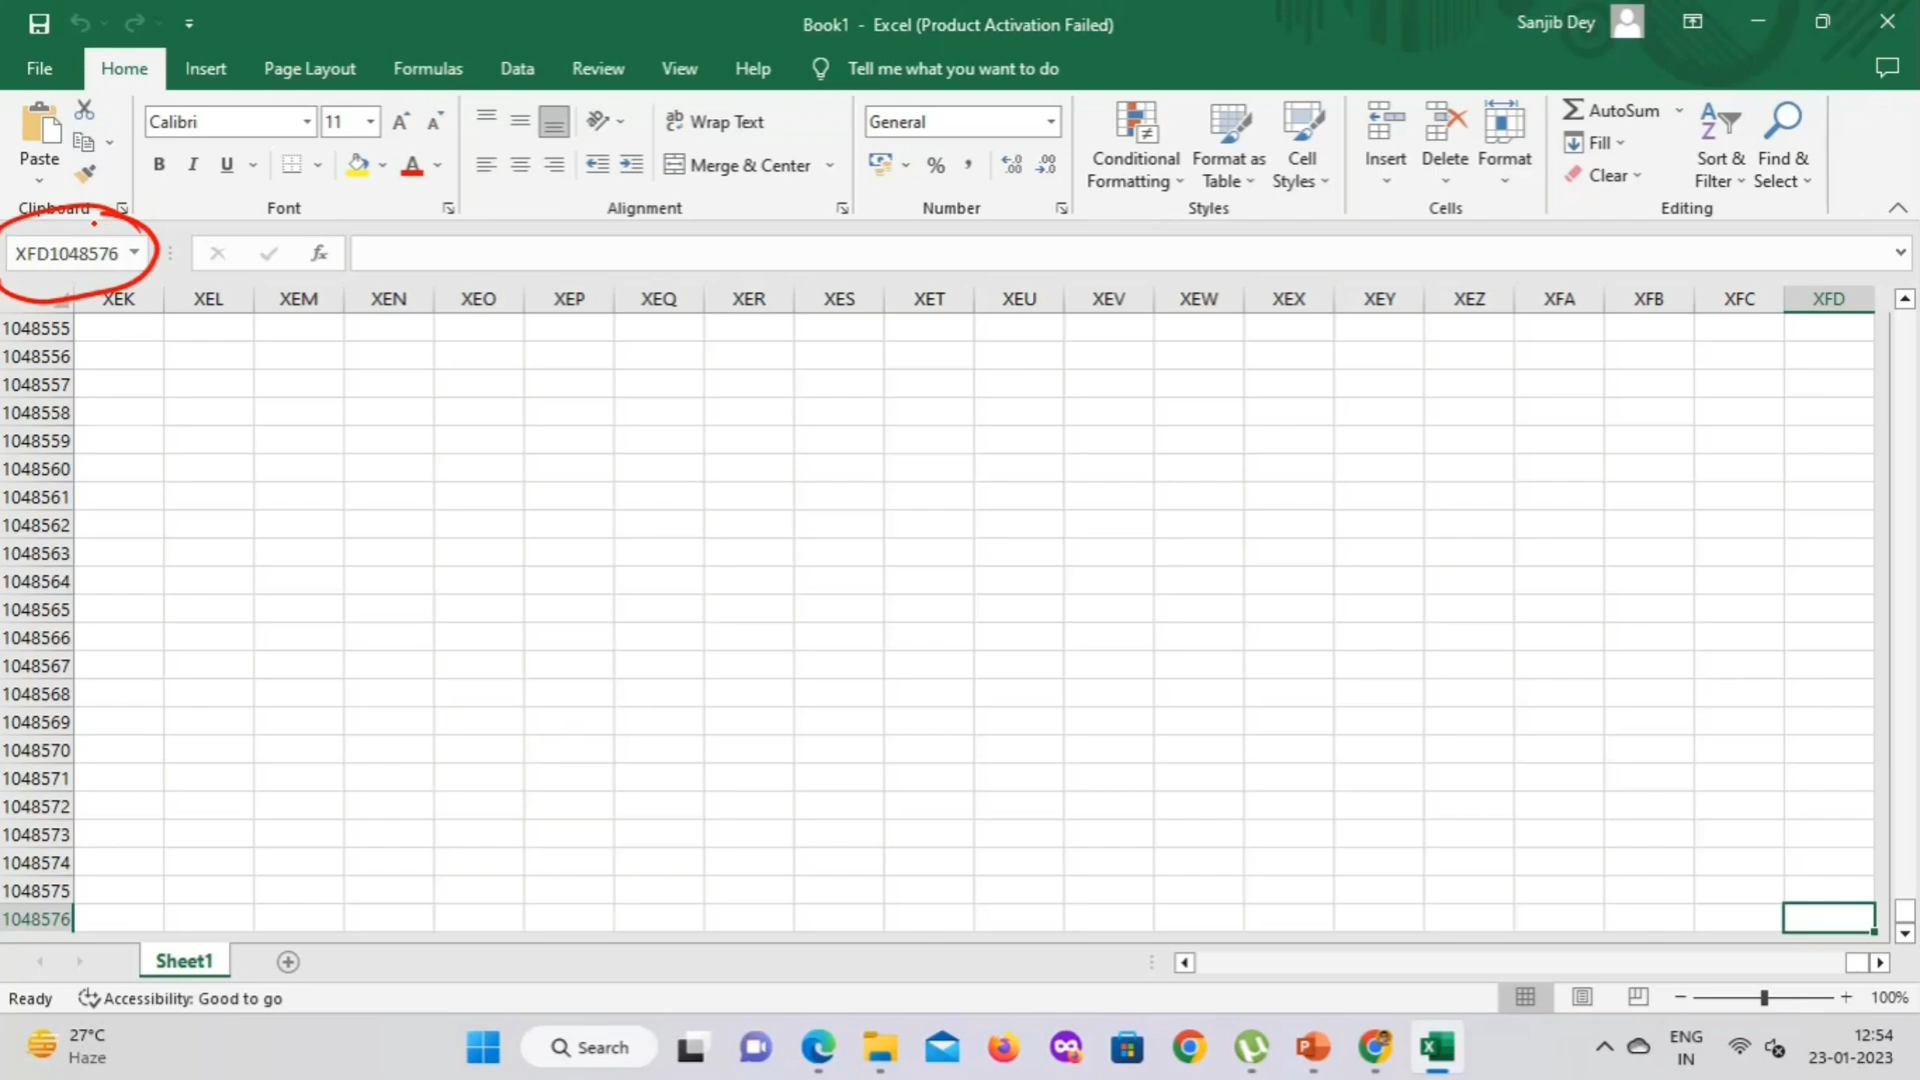 Book1 - Excel (Product Activation Failed)
Sanjib Dey
File Home Insert Page Layout Formulas Data Review View Help Tell me what you want to do
Paste
Clipboard
Calibri 11
B I U
Font
Wrap Text
Merge & Center
Alignment
General
% ,
Number
Conditional Formatting
Format as Table
Cell Styles
Styles
Insert Delete Format
Cells
AutoSum
Fill
Clear
Sort & Filter
Find & Select
Editing
XFD1048576 fx
XEK XEL XEM XEN XEO XEP XEQ XER XES XET XEU XEV XEW XEX XEY XEZ XFA XFB XFC XFD
1048555
1048556
1048557
1048558
1048559
1048560
1048561
1048562
1048563
1048564
1048565
1048566
1048567
1048568
1048569
1048570
1048571
1048572
1048573
1048574
1048575
1048576
Sheet1
Ready Accessibility: Good to go 100%
27°C
Haze
Search
ENG
IN
12:54
23-01-2023